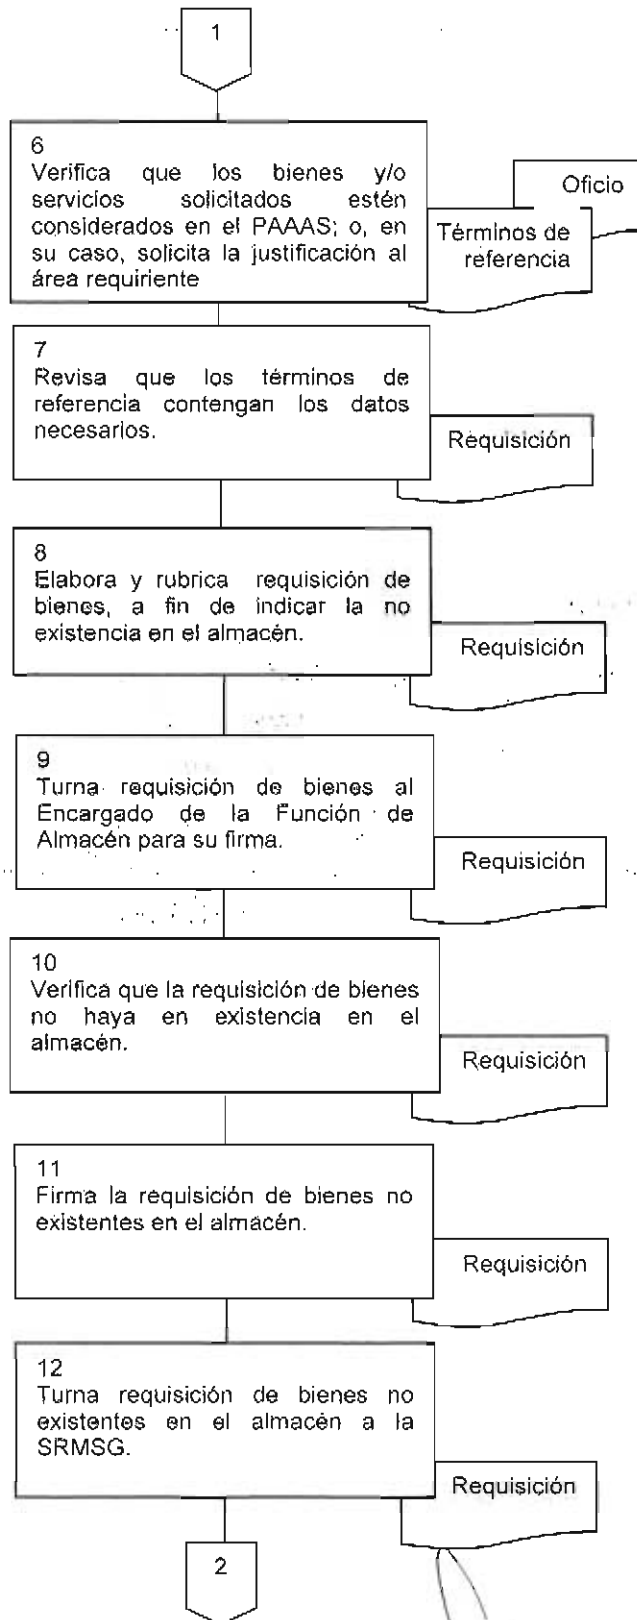 1
6
Verifica que los bienes y/o
servicios solicitados estén
considerados en el PAAAS; o, en
su caso, solicita la justificación al
área requiriente
Oficio
Términos de
referencia
7
Revisa que los términos de
referencia contengan los datos
necesarios.
Requisición
8
Elabora y rubrica requisición de
bienes, a fin de indicar la no
existencia en el almacén.
Requisición
9
Turna requisición de bienes al
Encargado de la Función de
Almacén para su firma.
Requisición
10
Verifica que la requisición de bienes
no haya en existencia en el
almacén.
Requisición
11
Firma la requisición de bienes no
existentes en el almacén.
Requisición
12
Turna requisición de bienes no
existentes en el almacén a la
SRMSG.
Requisición
2